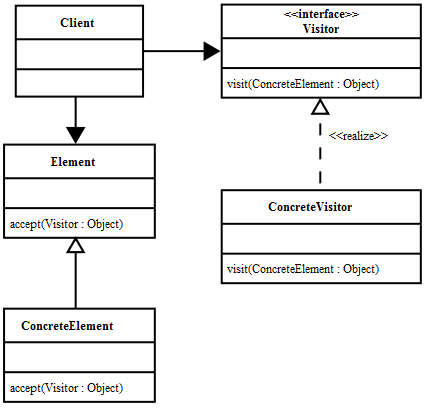 Client
<<interface>>
Visitor
visit(ConcreteElement : Object)
<<realize>>
Element
accept(Visitor : Object)
ConcreteVisitor
visit(ConcreteElement : Object)
ConcreteElement
accept(Visitor : Object)